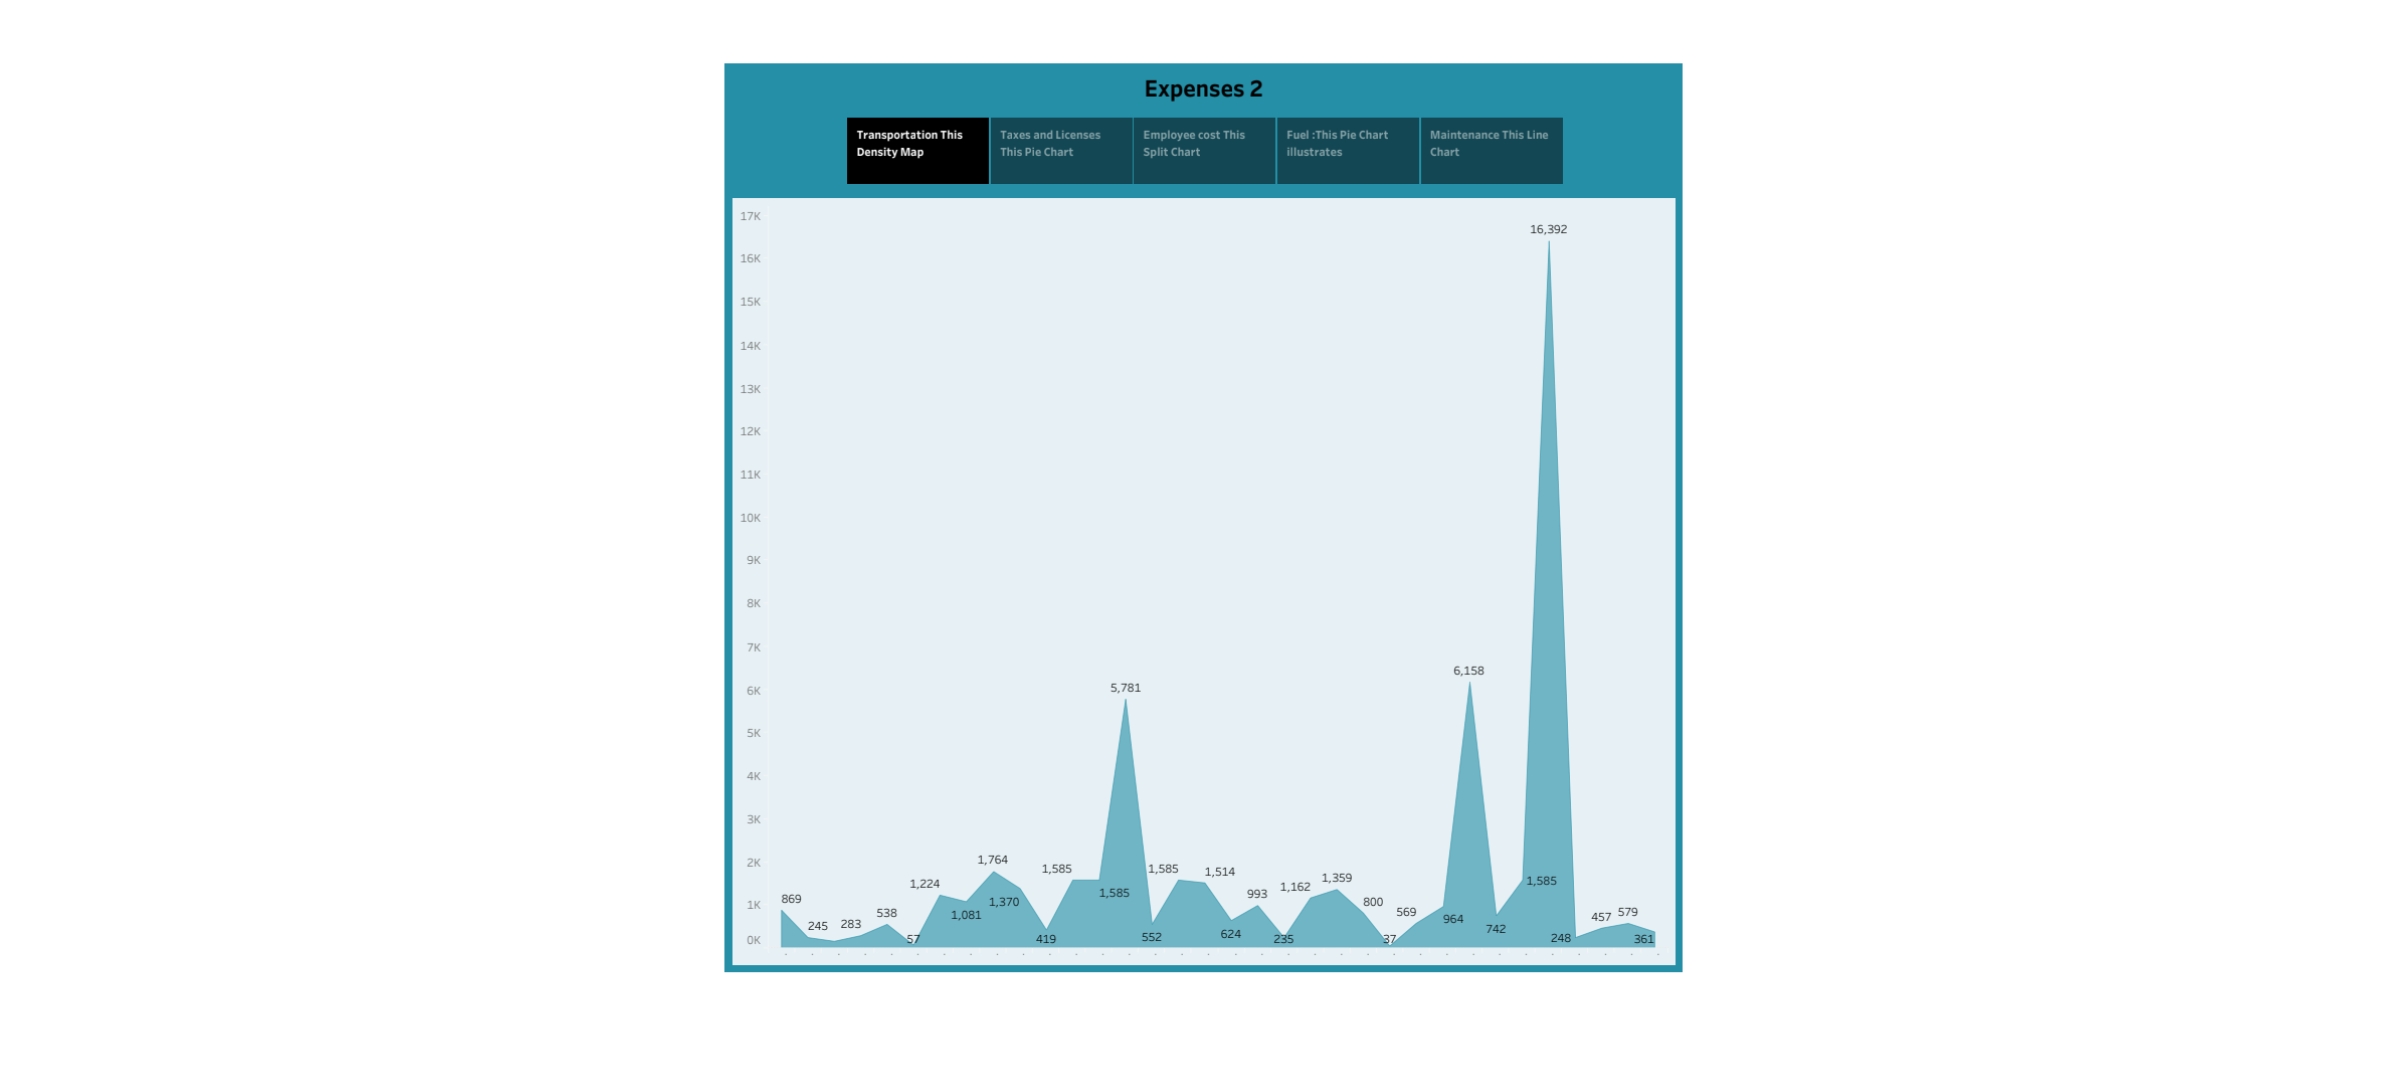 Expenses 2
Transportation This
Density Map
Taxes and Licenses
This Pie Chart
Employee cost This
Split Chart
Fuel :This Pie Chart
illustrates
Maintenance This Line
Chart
17K
16K
15K
14K
13K
12K
11K
10K
9K
8K
7K
6K
5K
4K
3K
2K
1K
0K
869
245
283
538
57
1,224
1,081
1,764
1,370
419
1,585
1,585
5,781
552
1,585
1,514
624
993
235
1,162
1,359
800
37
569
964
6,158
742
1,585
16,392
248
457
579
361